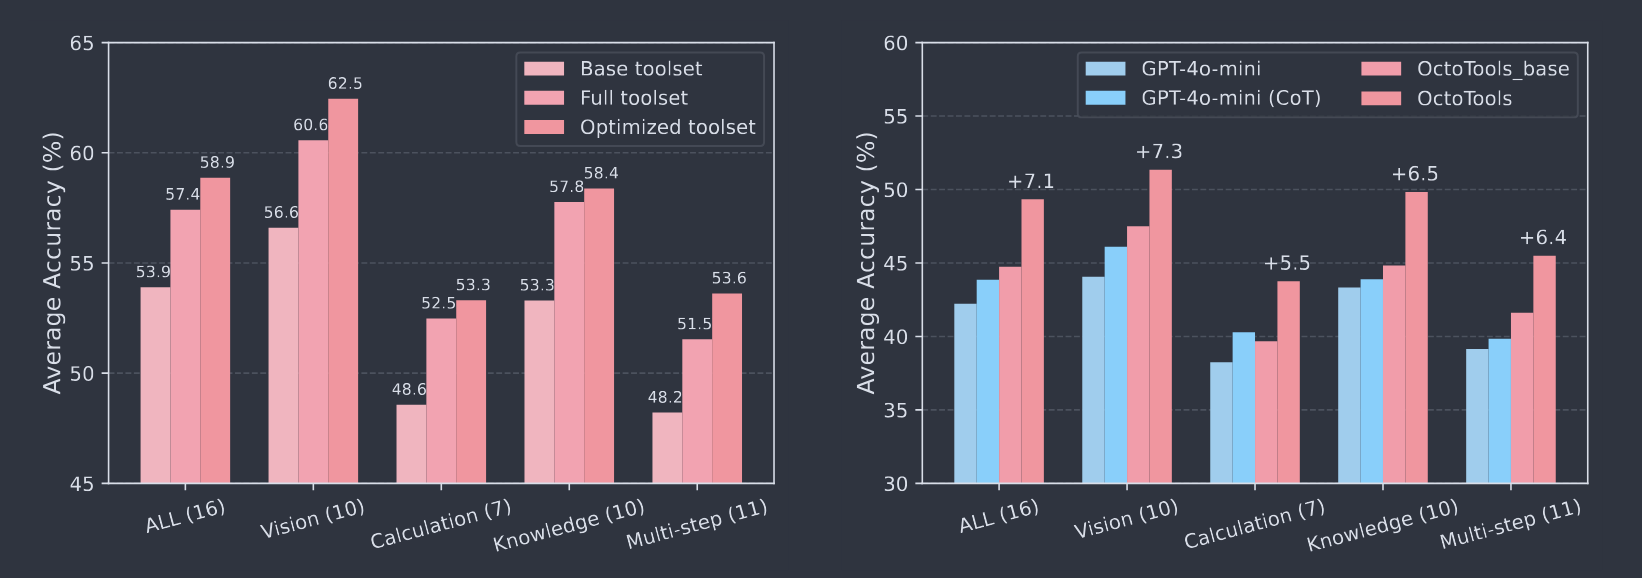 Average Accuracy (%)
65
60
55
50
45
Base toolset
Full toolset
Optimized toolset
53.9
57.4
58.9
56.6
60.6
62.5
48.6
52.5
53.3
53.3
57.8
58.4
48.2
51.5
53.6
ALL (16)
Vision (10)
Calculation (7)
Knowledge (10)
Multi-step (11)
Average Accuracy (%)
60
55
50
45
40
35
30
GPT-4o-mini
GPT-4o-mini (CoT)
OctoTools_base
OctoTools
+7.1
+7.3
+5.5
+6.5
+6.4
ALL (16)
Vision (10)
Calculation (7)
Knowledge (10)
Multi-step (11)